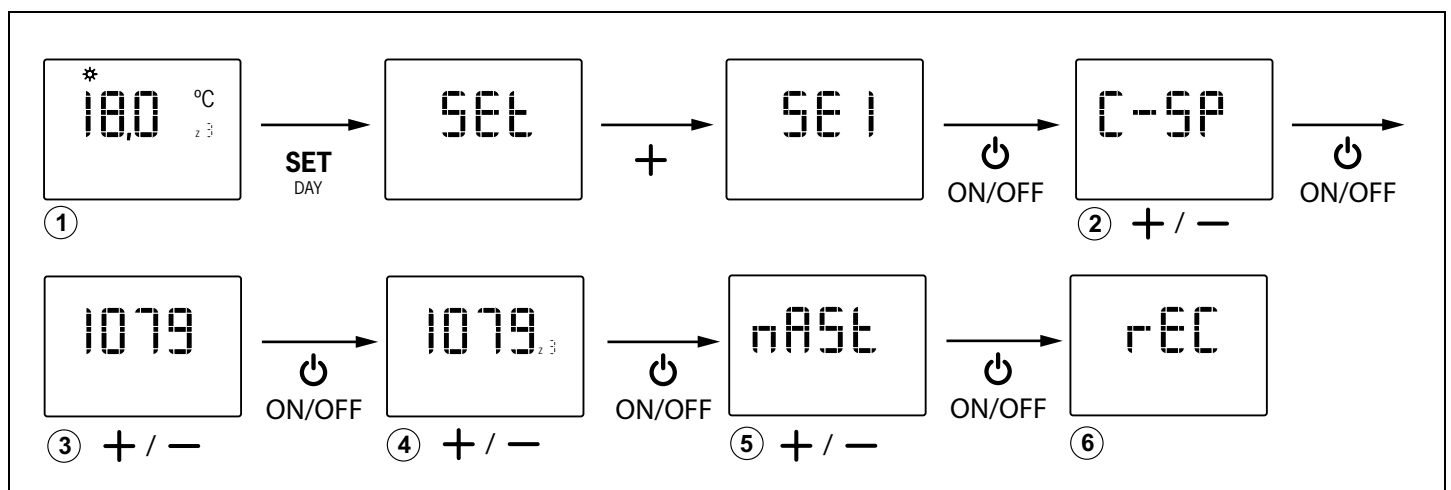 18,0 °C z 3
SET
DAY
SEt
+
SE1
ON/OFF
C-SP
ON/OFF
1
2 + / −
1079
ON/OFF
1079 z 3
ON/OFF
nASt
ON/OFF
rEC
3 + / −
4 + / −
5 + / −
6